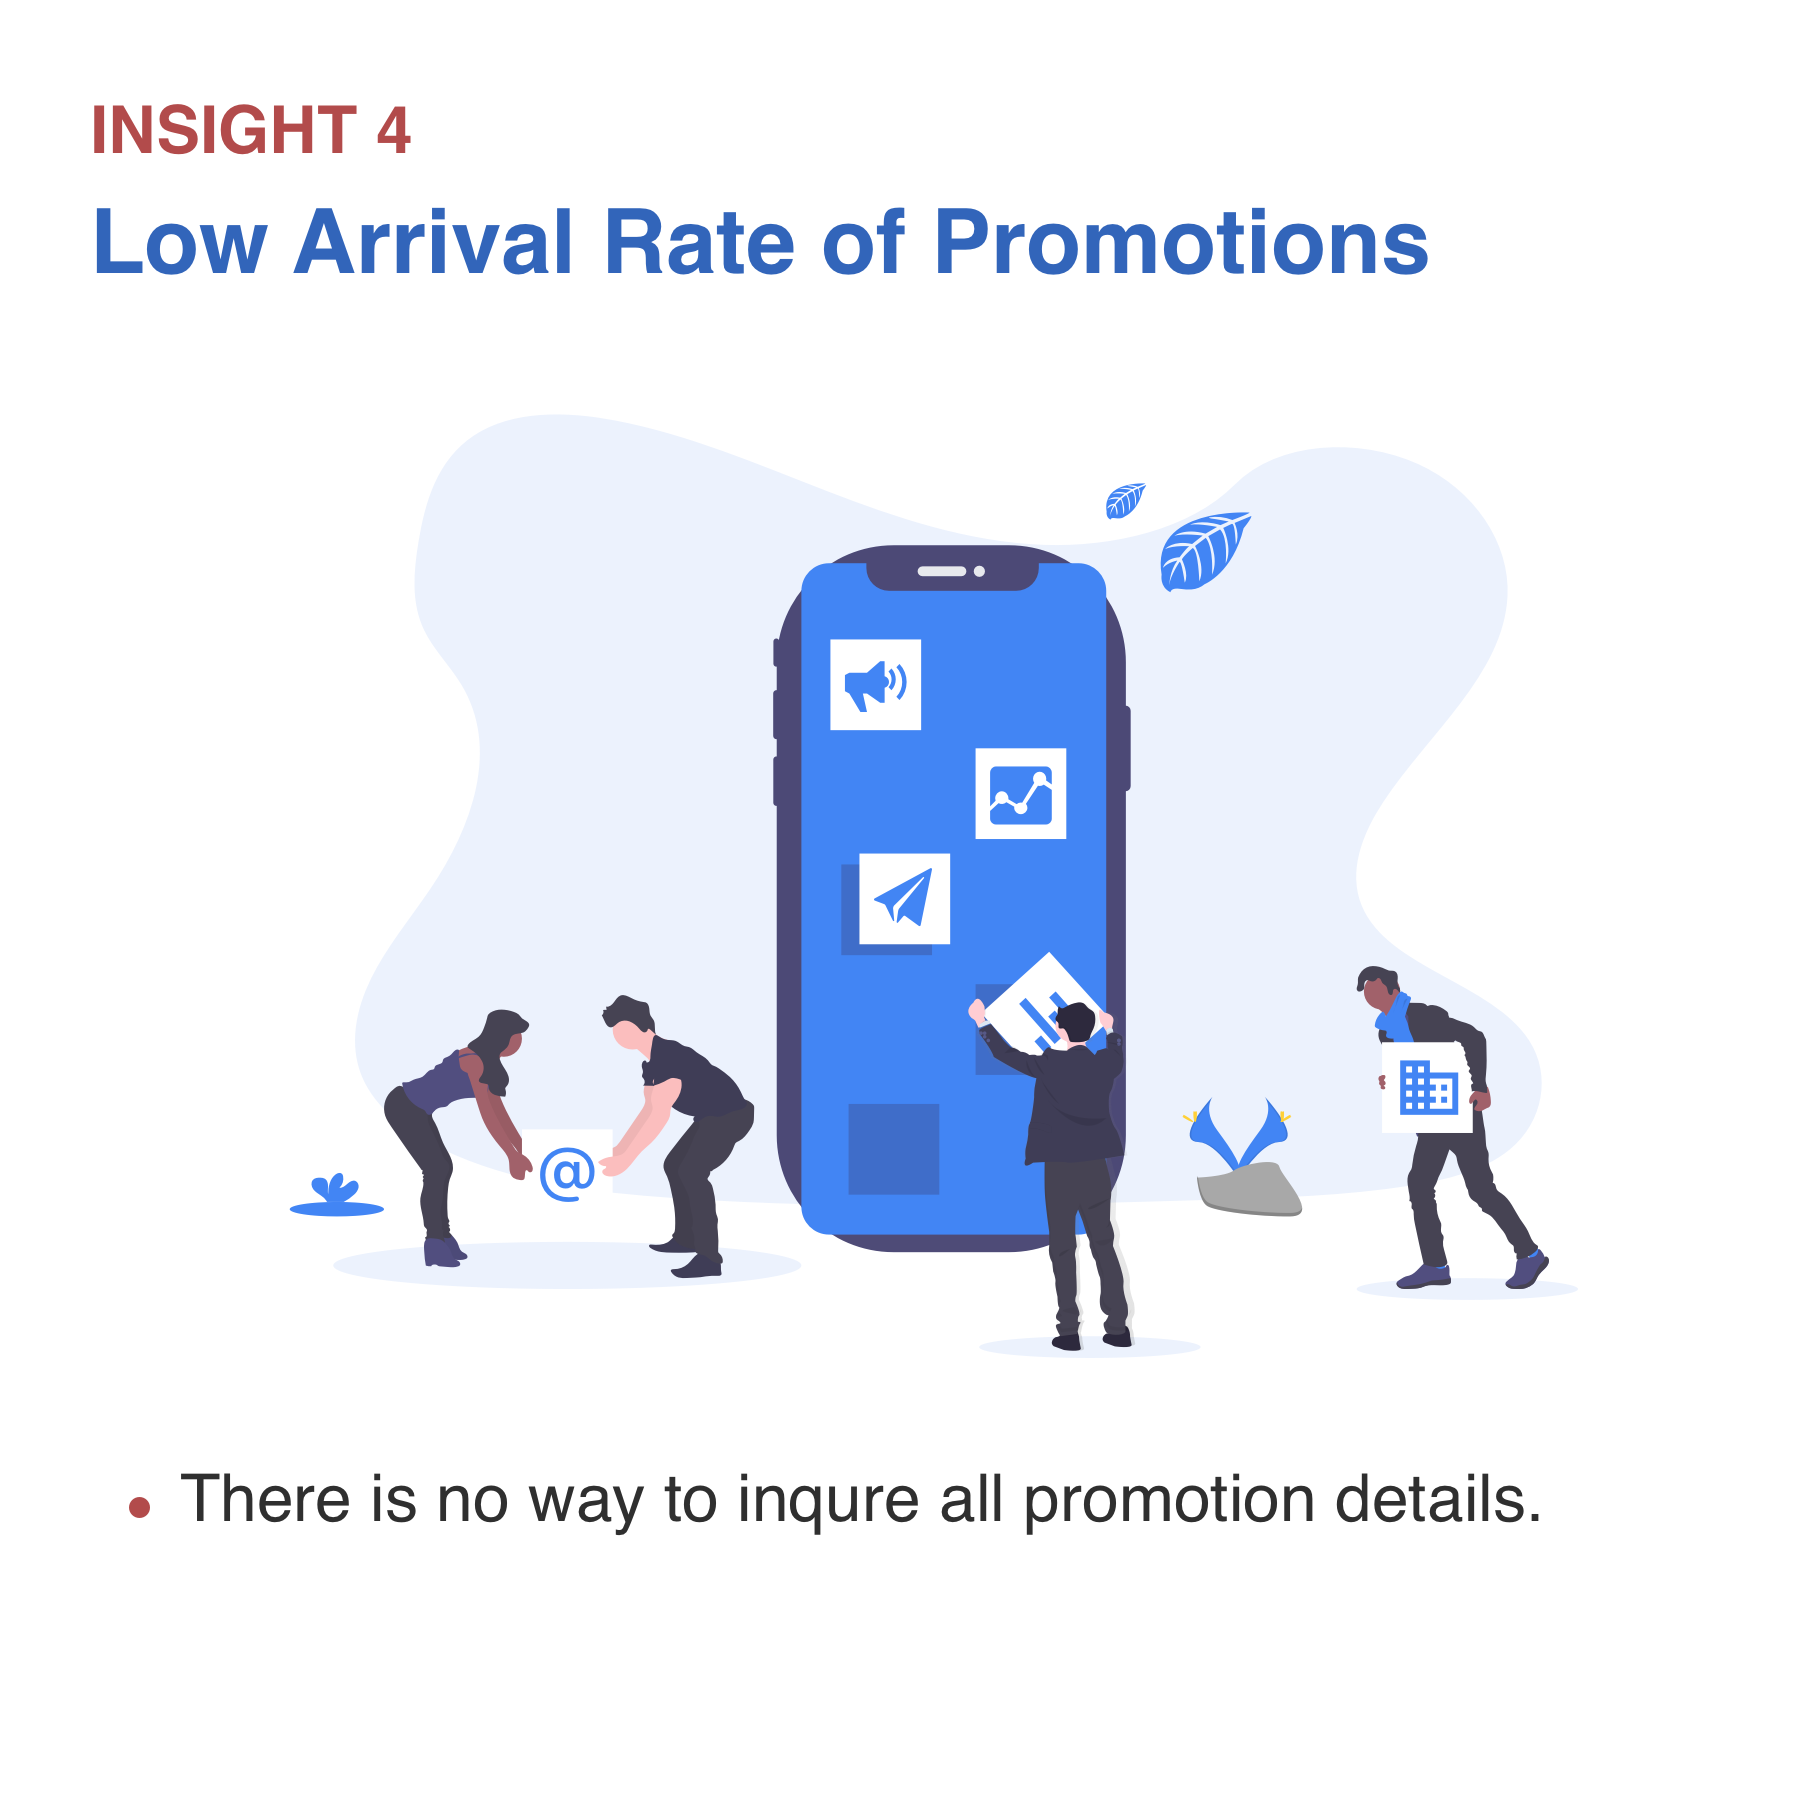 INSIGHT 4
Low Arrival Rate of Promotions
@
• There is no way to inqure all promotion details.